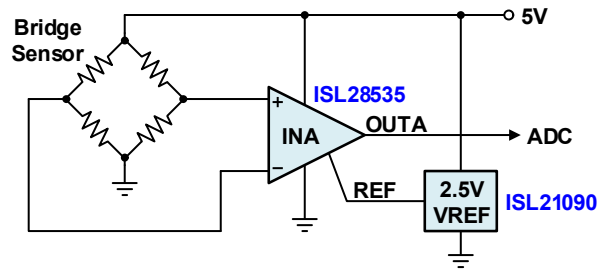 Bridge
Sensor
5V
ISL28535
+
INA
−
OUTA
ADC
REF
2.5V
VREF
ISL21090